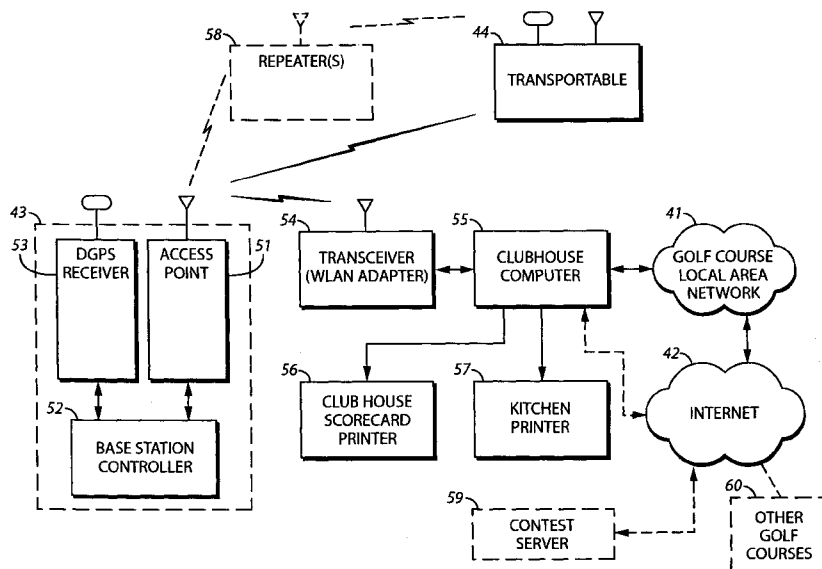 58
REPEATER(S)
44
TRANSPORTABLE
43
53
DGPS
RECEIVER
ACCESS
POINT
51
54
TRANSCEIVER
(WLAN ADAPTER)
55
CLUBHOUSE
COMPUTER
41
GOLF COURSE
LOCAL AREA
NETWORK
52
BASE STATION
CONTROLLER
56
CLUB HOUSE
SCORECARD
PRINTER
57
KITCHEN
PRINTER
42
INTERNET
59
CONTEST
SERVER
60
OTHER
GOLF
COURSES